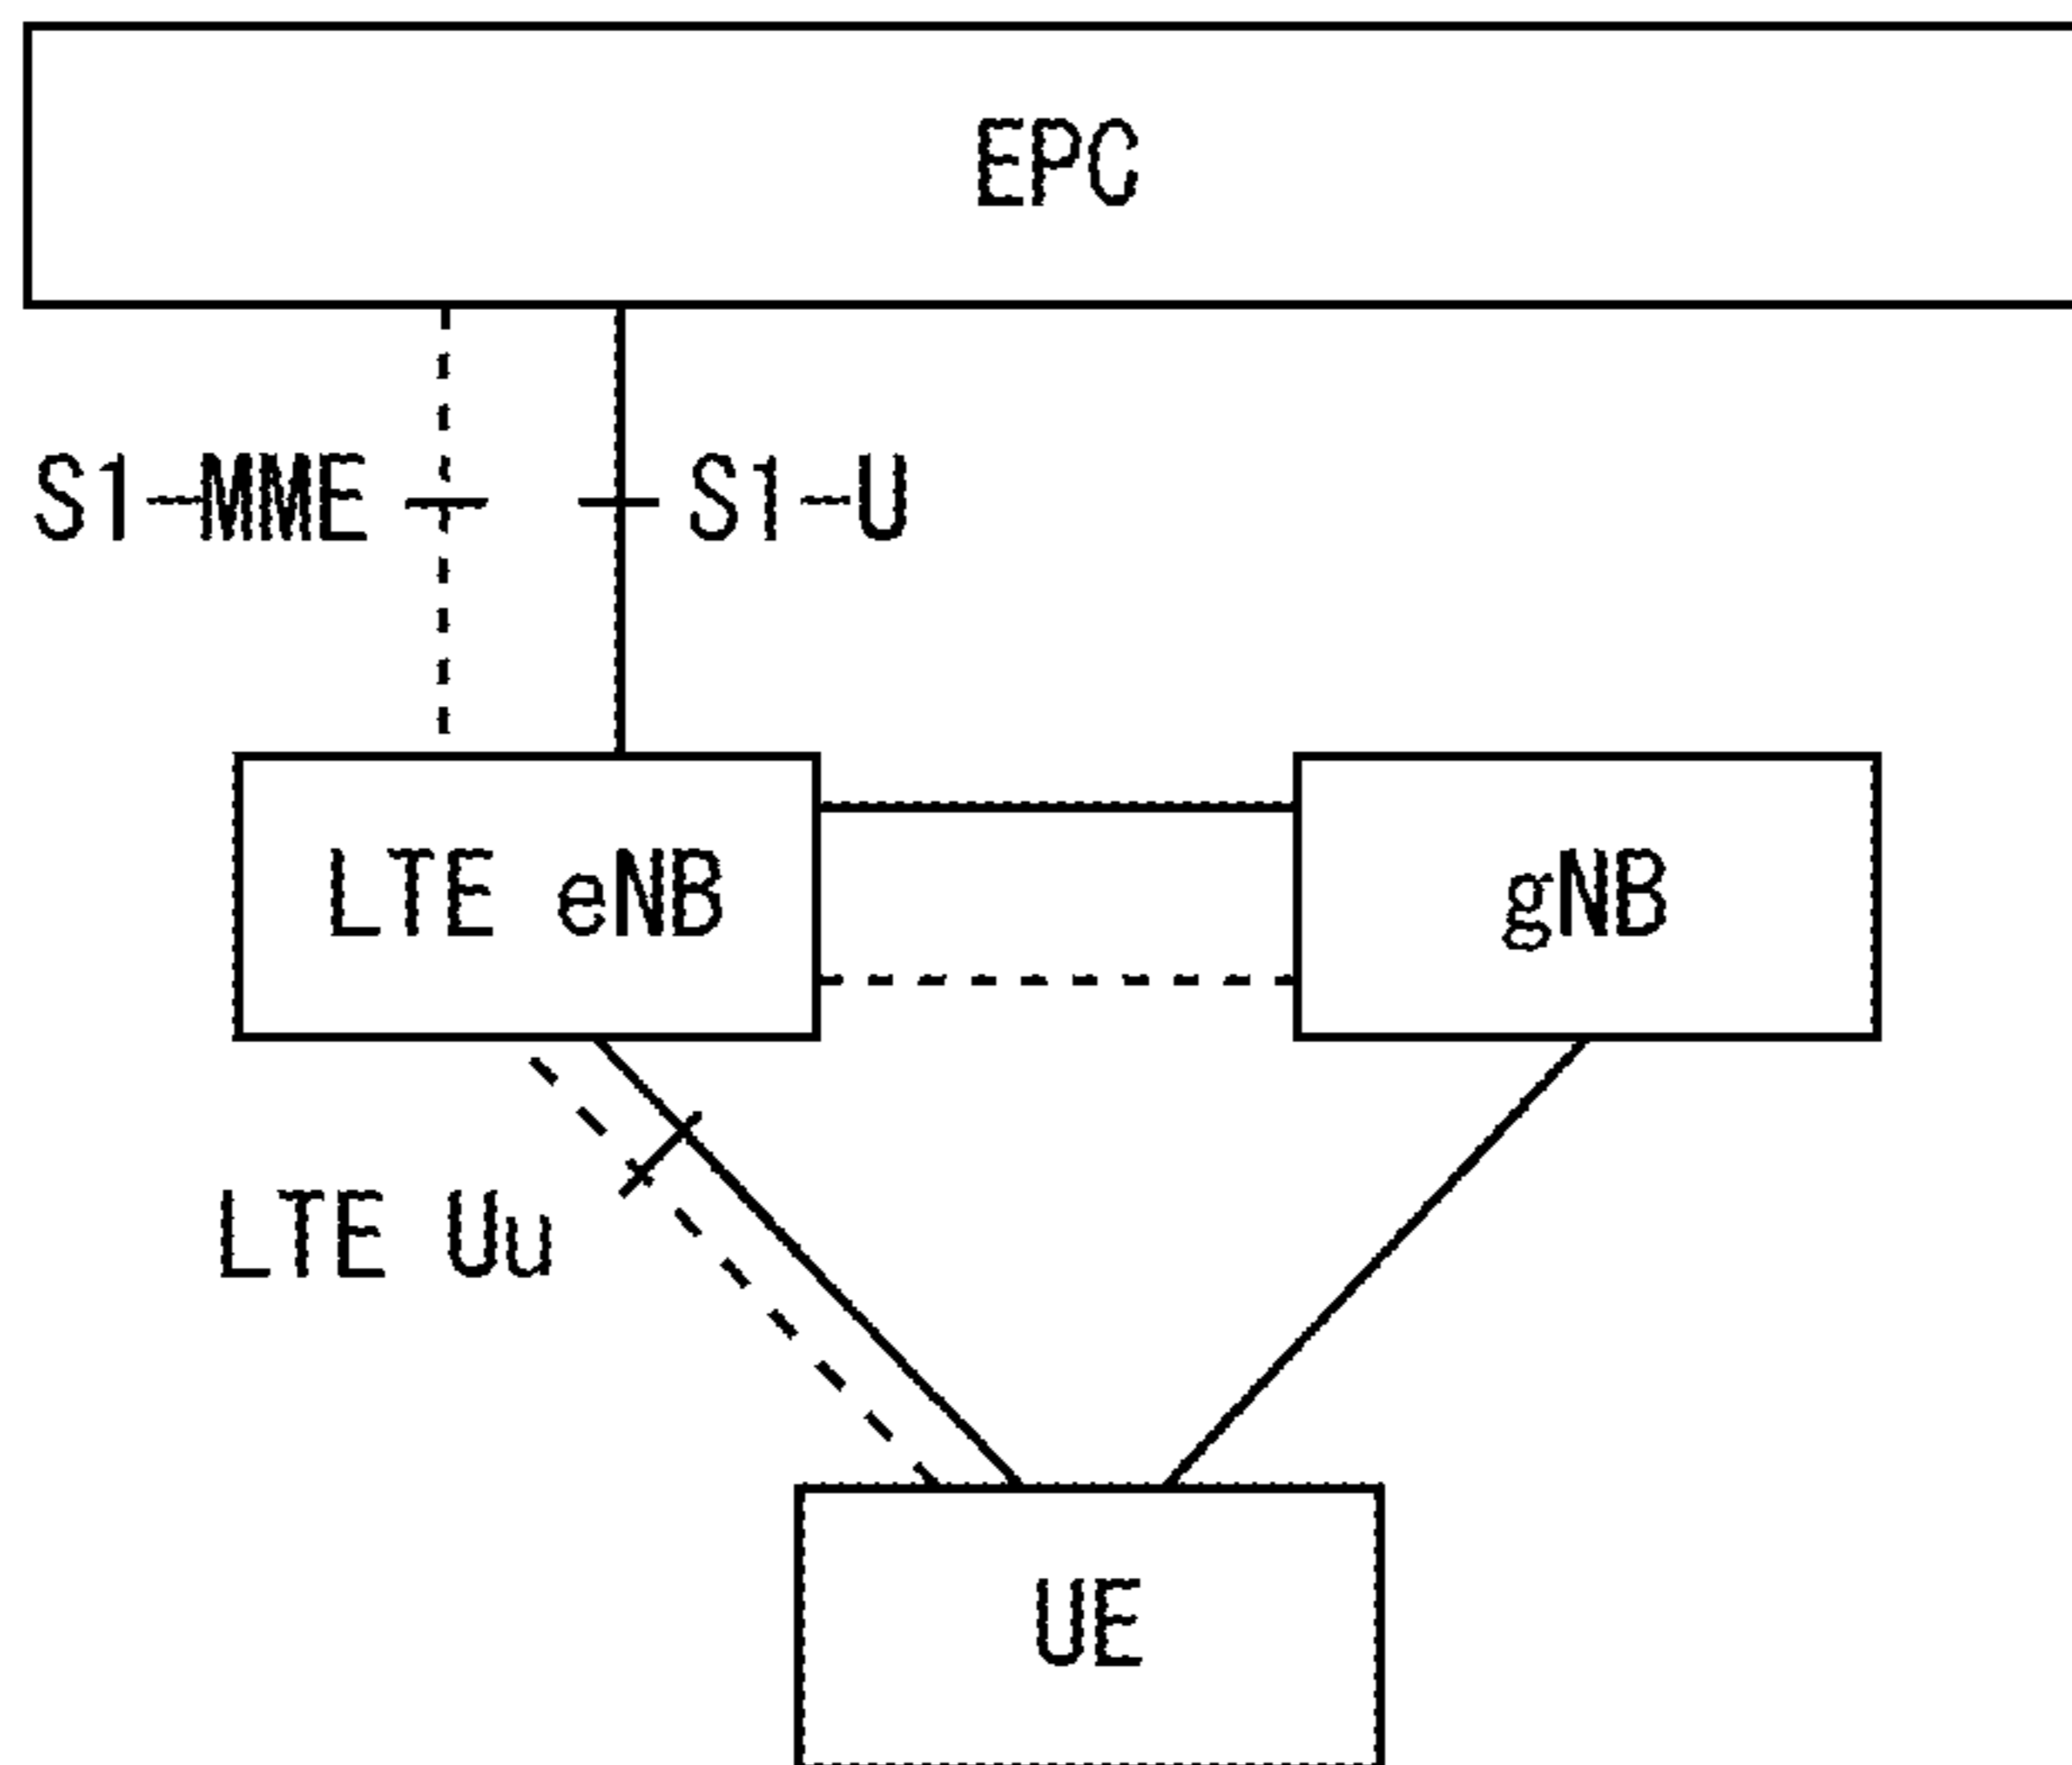 EPC
S1-MME
S1-U
LTE eNB
gNB
LTE Uu
UE